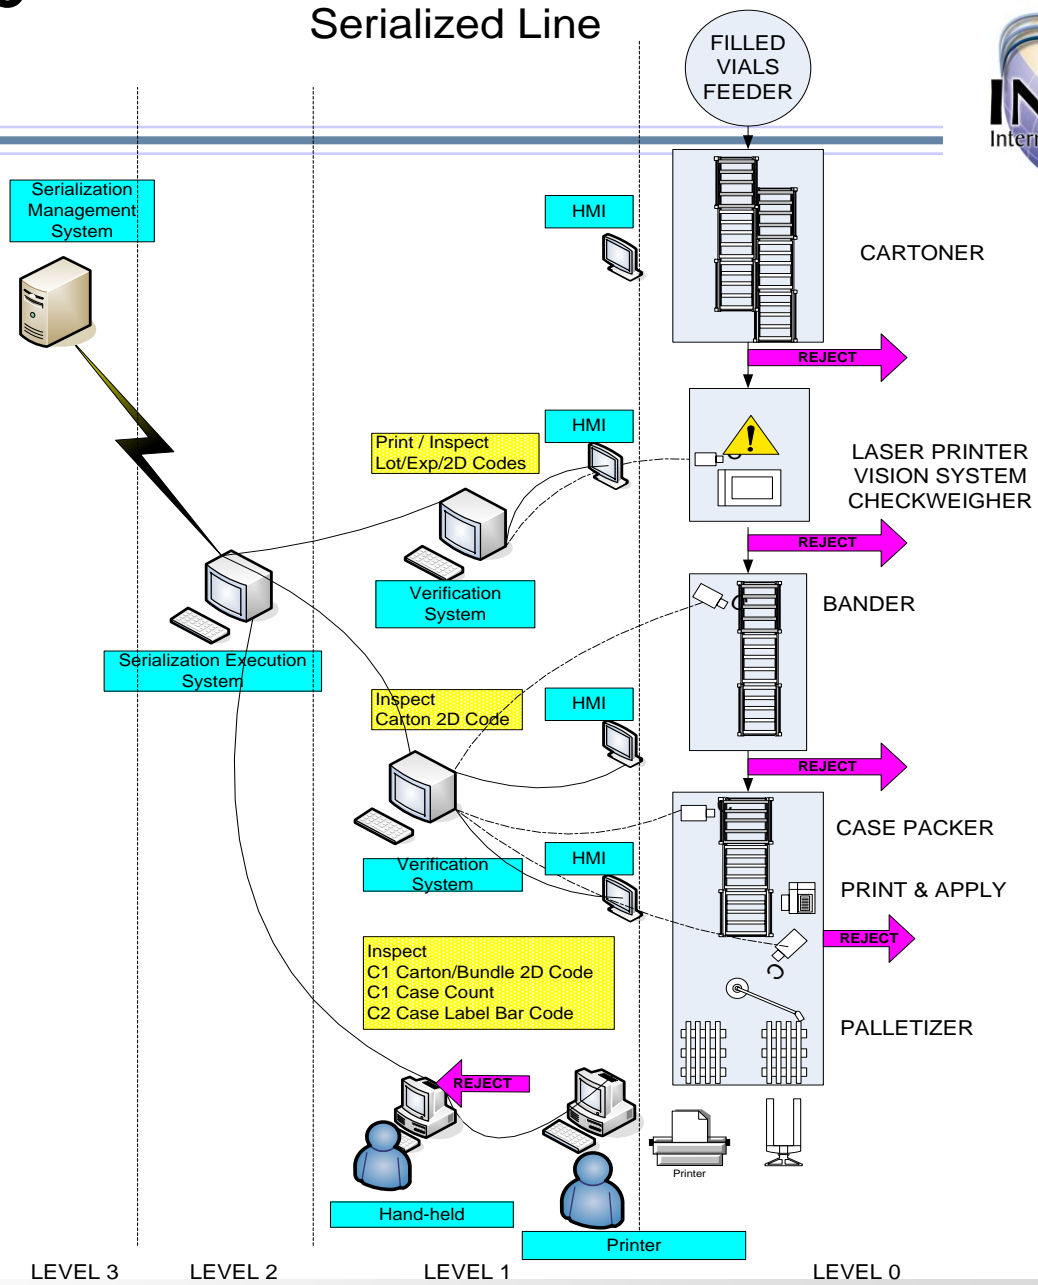 Serialized Line
FILLED
VIALS
FEEDER
Inter
Serialization
Management
System
HMI
CARTONER
REJECT
HMI
Print / Inspect
Lot/Exp/2D Codes
LASER PRINTER
VISION SYSTEM
CHECKWEIGHER
REJECT
Verification
System
BANDER
Serialization Execution
System
Inspect
Carton 2D Code
HMI
REJECT
CASE PACKER
Verification
System
HMI
PRINT & APPLY
REJECT
Inspect
C1 Carton/Bundle 2D Code
C1 Case Count
C2 Case Label Bar Code
PALLETIZER
REJECT
Printer
Hand-held
Printer
LEVEL 3
LEVEL 2
LEVEL 1
LEVEL 0